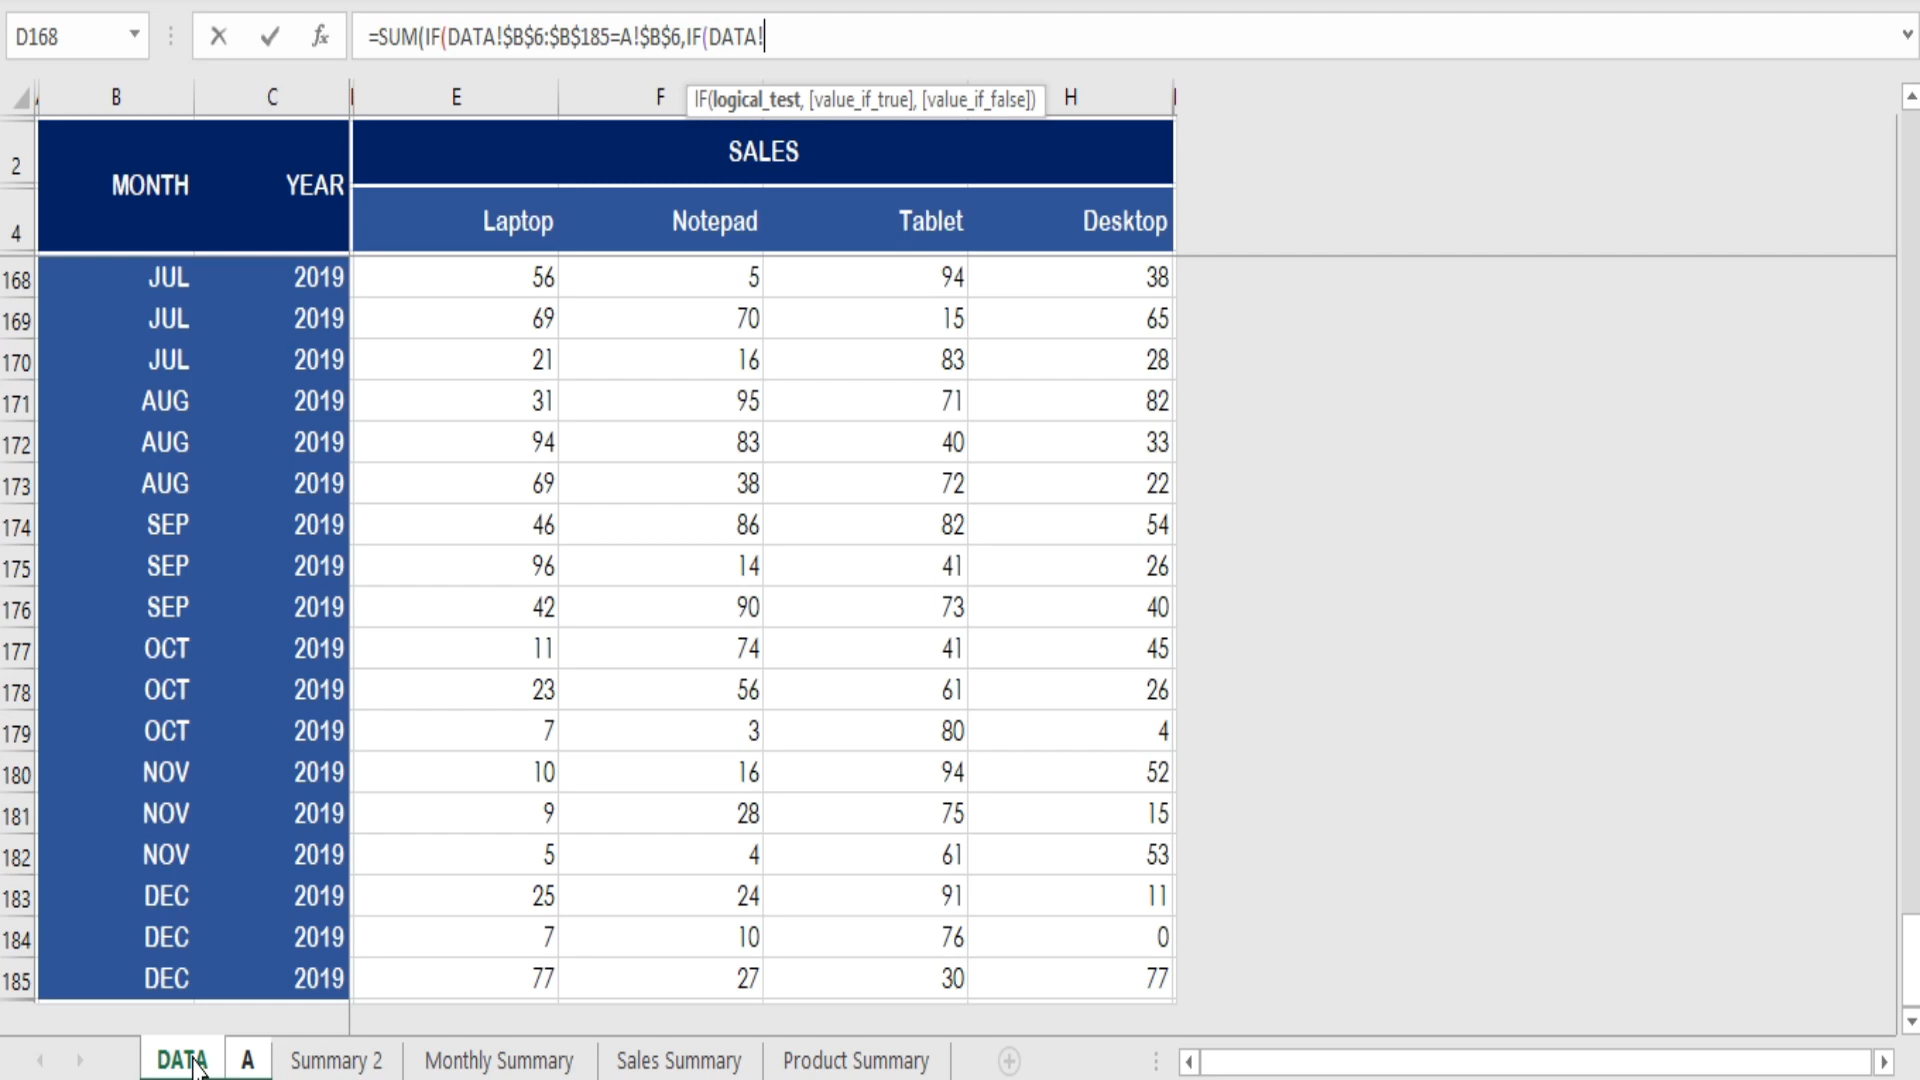 D168 fx =SUM(IF(DATA!$B$6:$B$185=A!$B$6,IF(DATA!
B C E F H
IF(logical_test, [value_if_true], [value_if_false])
2 SALES
MONTH YEAR
4 Laptop Notepad Tablet Desktop
168 JUL 2019 56 5 94 38
169 JUL 2019 69 70 15 65
170 JUL 2019 21 16 83 28
171 AUG 2019 31 95 71 82
172 AUG 2019 94 83 40 33
173 AUG 2019 69 38 72 22
174 SEP 2019 46 86 82 54
175 SEP 2019 96 14 41 26
176 SEP 2019 42 90 73 40
177 OCT 2019 11 74 41 45
178 OCT 2019 23 56 61 26
179 OCT 2019 7 3 80 4
180 NOV 2019 10 16 94 52
181 NOV 2019 9 28 75 15
182 NOV 2019 5 4 61 53
183 DEC 2019 25 24 91 11
184 DEC 2019 7 10 76 0
185 DEC 2019 77 27 30 77
DATA A Summary 2 Monthly Summary Sales Summary Product Summary